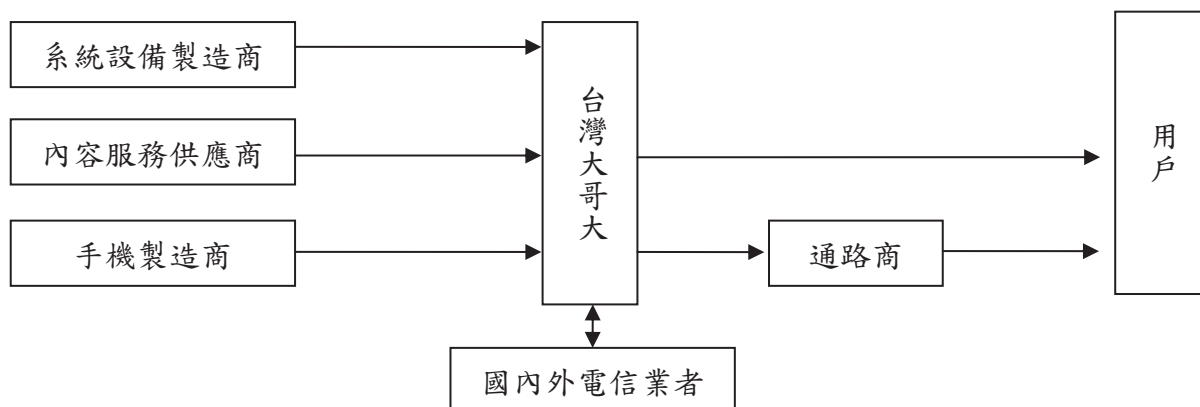 系統設備製造商
內容服務供應商
手機製造商
台灣大哥大
通路商
用戶
國內外電信業者